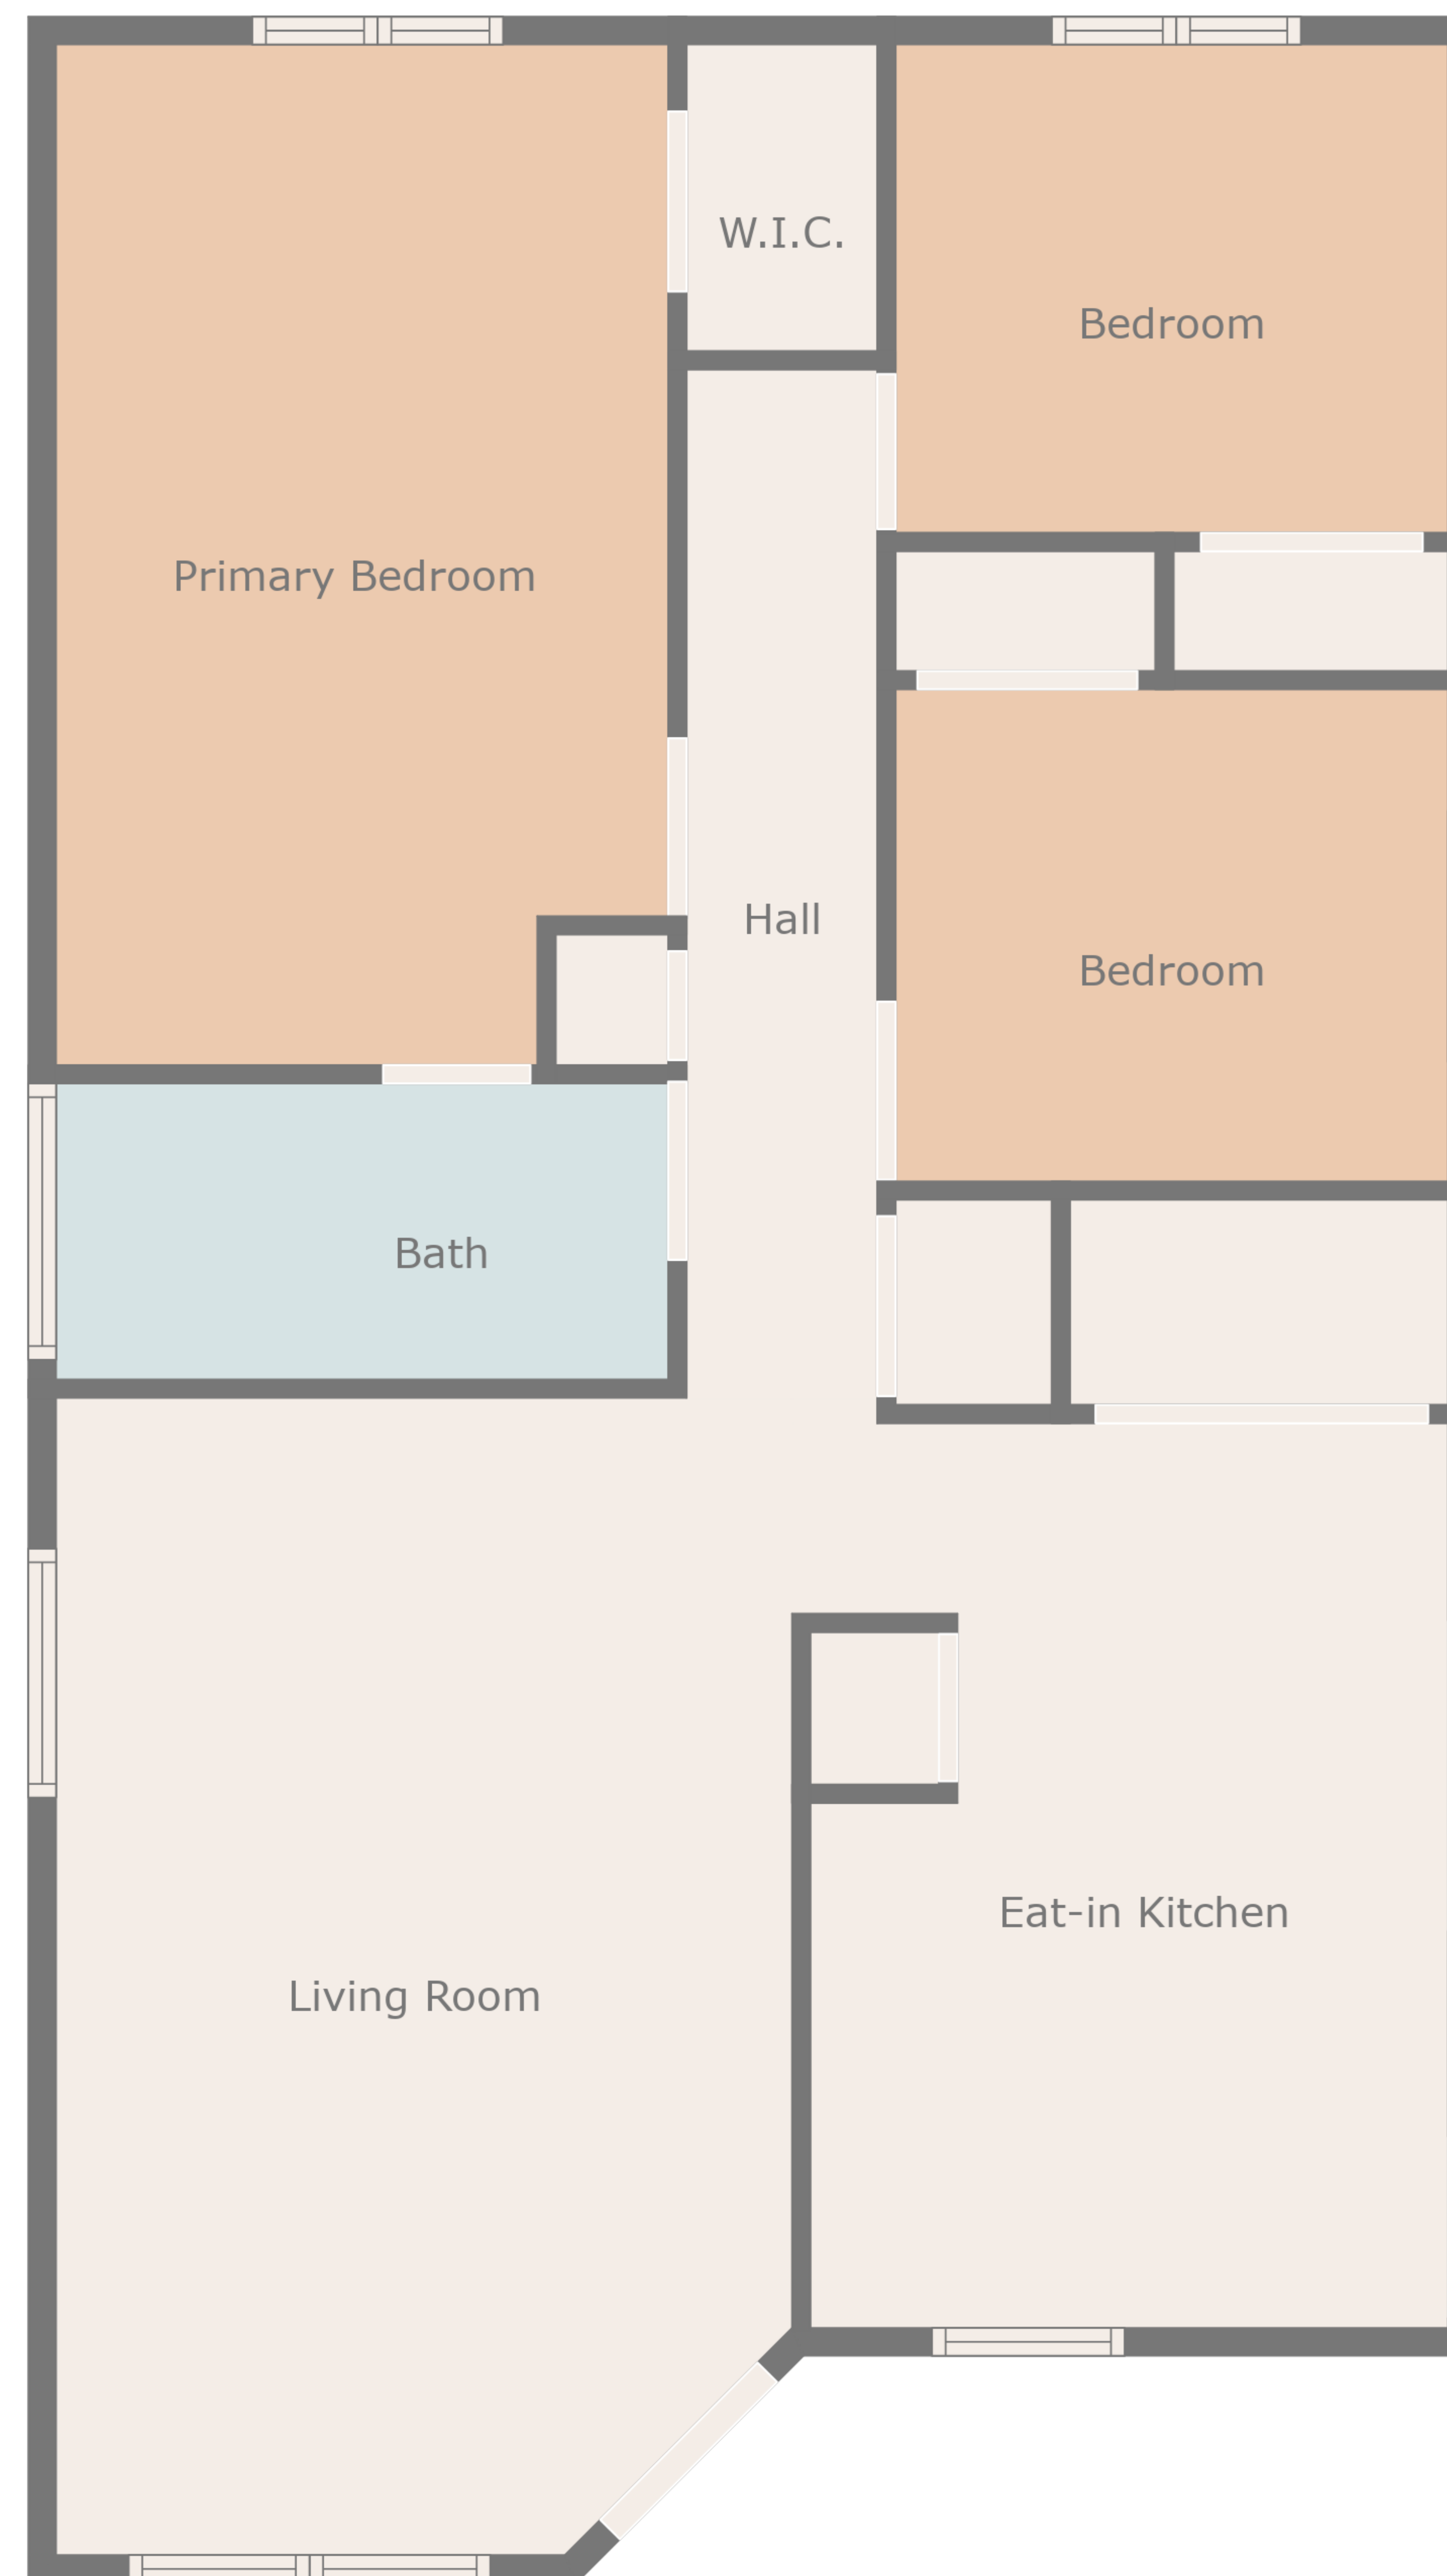 W.I.C.
Bedroom
Primary Bedroom
Hall
Bedroom
Bath
Eat-in Kitchen
Living Room